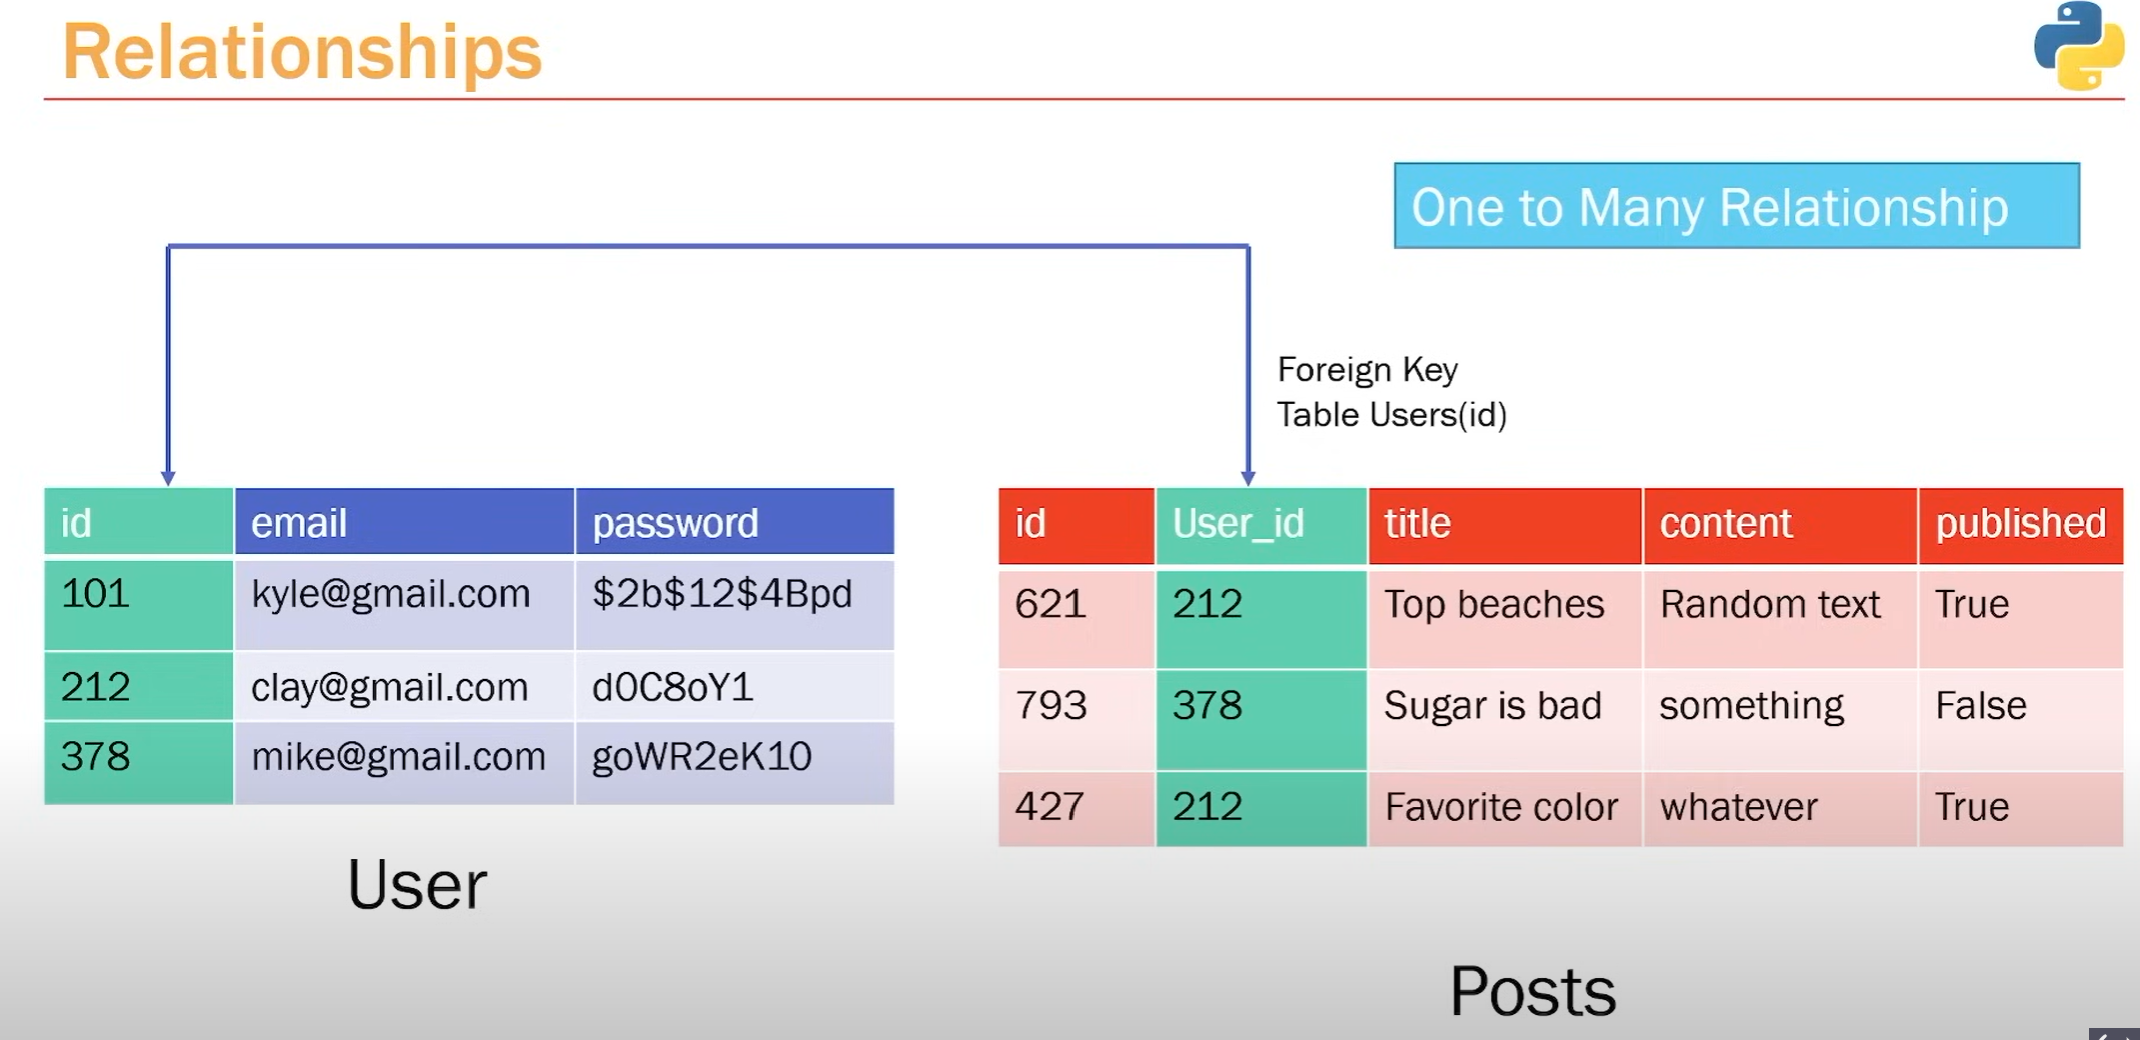 Relationships
One to Many Relationship
Foreign Key
Table Users(id)
id email password
101 kyle@gmail.com $2b$12$4Bpd
212 clay@gmail.com dOC8oY1
378 mike@gmail.com goWR2eK10
User
id User_id title content published
621 212 Top beaches Random text True
793 378 Sugar is bad something False
427 212 Favorite color whatever True
Posts